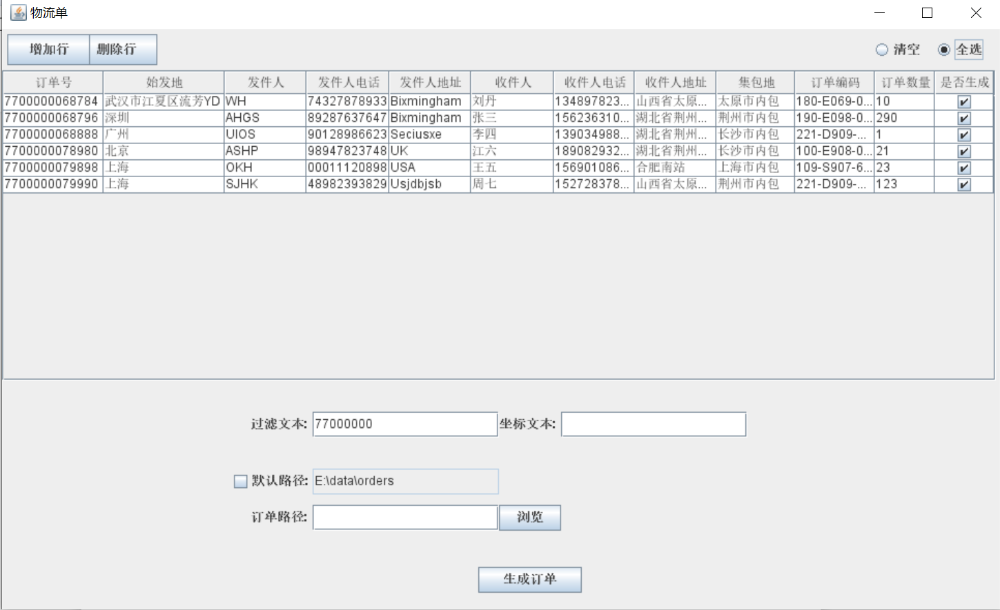 物流单
增加行 删除行 清空 全选
订单号 始发地 发件人 发件人电话 发件人地址 收件人 收件人电话 收件人地址 集包地 订单编码 订单数量 是否生成
7700000068784 武汉市江夏区流芳YD WH 74327878933 Bixmingham 刘丹 134897823... 山西省太原... 太原市内包 180-E069-0... 10
7700000068796 深圳 AHGS 89287637647 Bixmingham 张三 156236310... 湖北省荆州... 荆州市内包 190-E098-0... 290
7700000068888 广州 UIOS 90128986623 Seciusxe 李四 139034988... 湖北省荆州... 长沙市内包 221-D909-... 1
7700000078980 北京 ASHP 98947823748 UK 江六 189082932... 湖北省荆州... 长沙市内包 100-E908-0... 21
7700000079898 上海 OKH 00011120898 USA 王五 156901086... 合肥南站 上海市内包 109-S907-6... 23
7700000079990 上海 SJHK 48982393829 Usjdbjsb 周七 152728378... 山西省太原... 荆州市内包 221-D909-... 123
过滤文本: 77000000 坐标文本:
默认路径: E:\data\orders
订单路径: 浏览
生成订单